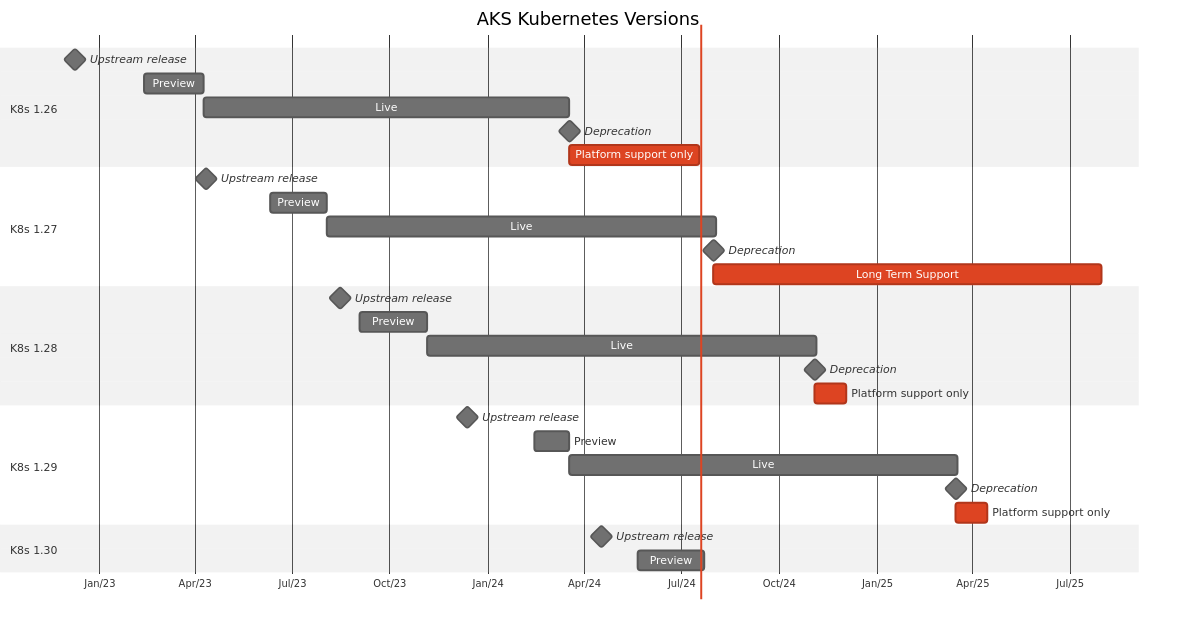 AKS Kubernetes Versions
Upstream release
Preview
K8s 1.26
Live
Deprecation
Platform support only
Upstream release
Preview
K8s 1.27
Live
Deprecation
Long Term Support
Upstream release
Preview
K8s 1.28
Live
Deprecation
Platform support only
Upstream release
Preview
K8s 1.29
Live
Deprecation
Platform support only
Upstream release
K8s 1.30
Preview
Jan/23 Apr/23 Jul/23 Oct/23 Jan/24 Apr/24 Jul/24 Oct/24 Jan/25 Apr/25 Jul/25